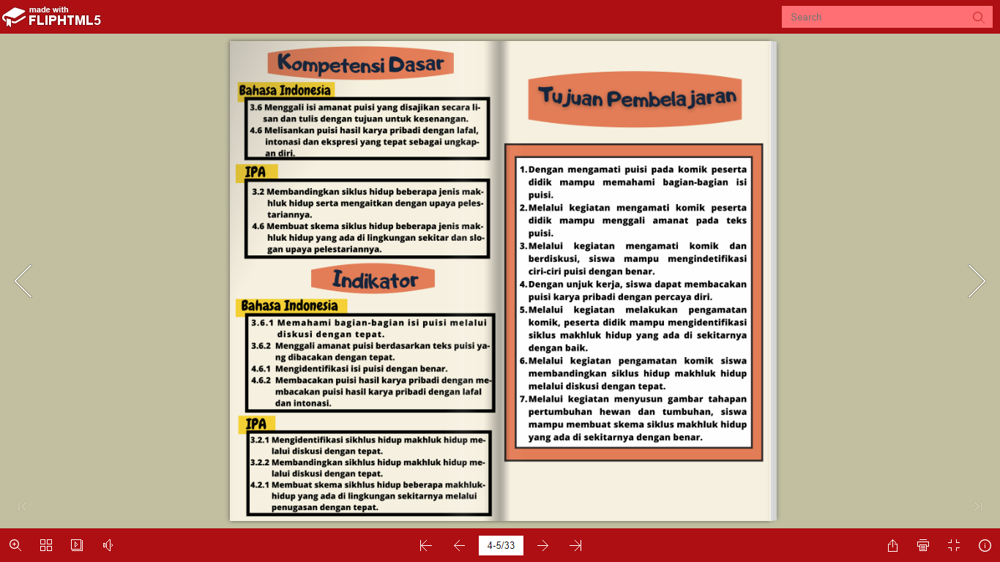 made with
FLIPHTML5
Search
Kompetensi Dasar
Bahasa Indonesia
3.6 Menggali isi amanat puisi yang disajikan secara li-
san dan tulis dengan tujuan untuk kesenangan.
4.6 Melisankan puisi hasil karya pribadi dengan lafal,
intonasi dan ekspresi yang tepat sebagai ungkap-
an diri.
IPA
3.2 Membandingkan siklus hidup beberapa jenis mak-
hluk hidup serta mengaitkan dengan upaya peles-
tariannya.
4.6 Membuat skema siklus hidup beberapa jenis mak-
hluk hidup yang ada di lingkungan sekitar dan slo-
gan upaya pelestariannya.
Indikator
Bahasa Indonesia
3.6.1 Memahami bagian-bagian isi puisi melalui
diskusi dengan tepat.
3.6.2 Menggali amanat puisi berdasarkan teks puisi ya-
ng dibacakan dengan tepat.
4.6.1 Mengidentifikasi isi puisi dengan benar.
4.6.2 Membacakan puisi hasil karya pribadi dengan me-
mbacakan puisi hasil karya pribadi dengan lafal
dan intonasi.
IPA
3.2.1 Mengidentifikasi sikhlus hidup makhluk hidup me-
lalui diskusi dengan tepat.
3.2.2 Membandingkan sikhlus hidup makhluk hidup me-
lalui diskusi dengan tepat.
4.2.1 Membuat skema sikhlus hidup beberapa makhluk-
hidup yang ada di lingkungan sekitarnya melalui
penugasan dengan tepat.
Tujuan Pembelajaran
1. Dengan mengamati puisi pada komik peserta
didik mampu memahami bagian-bagian isi
puisi.
2. Melalui kegiatan mengamati komik peserta
didik mampu menggali amanat pada teks
puisi.
3. Melalui kegiatan mengamati komik dan
berdiskusi, siswa mampu mengindetifikasi
ciri-ciri puisi dengan benar.
4. Dengan unjuk kerja, siswa dapat membacakan
puisi karya pribadi dengan percaya diri.
5. Melalui kegiatan melakukan pengamatan
komik, peserta didik mampu mengidentifikasi
siklus makhluk hidup yang ada di sekitarnya
dengan baik.
6. Melalui kegiatan pengamatan komik siswa
membandingkan siklus hidup makhluk hidup
melalui diskusi dengan tepat.
7. Melalui kegiatan menyusun gambar tahapan
pertumbuhan hewan dan tumbuhan, siswa
mampu membuat skema siklus makhluk hidup
yang ada di sekitarnya dengan benar.
4-5/33